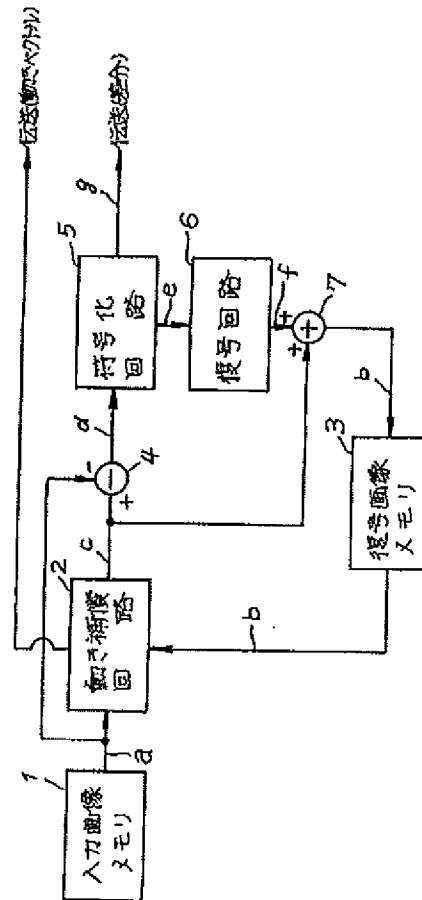 伝送(動きベクトル)
伝送(差分)
g
5
符号化
回路
e
6
復号回路
f
+
+
7
d
-
4
+
c
2
動き補償
回路
b
b
3
復号画像
メモリ
a
1
入力画像
メモリ